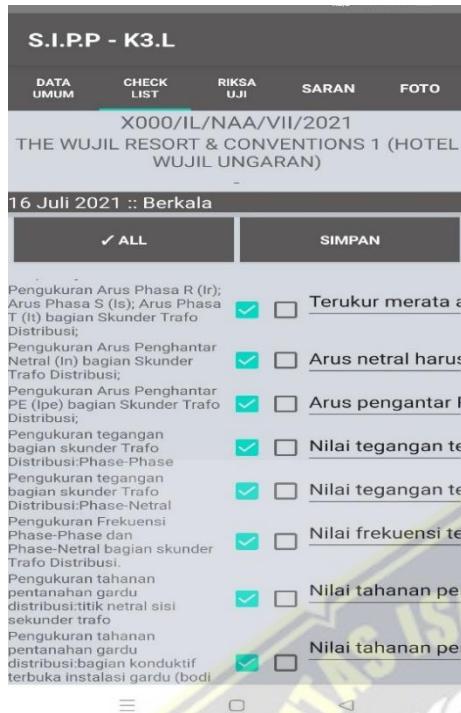 S.I.P.P - K3.L
DATA UMUM
CHECK LIST
RIKSA UJI
SARAN
FOTO
X000/IL/NAA/VII/2021
THE WUJIL RESORT & CONVENTIONS 1 (HOTEL
WUJIL UNGARAN)
-
16 Juli 2021 :: Berkala
✓ ALL
SIMPAN
Pengukuran Arus Phasa R (Ir);
Arus Phasa S (Is); Arus Phasa
T (It) bagian Skunder Trafo
Distribusi;
Terukur merata a
Pengukuran Arus Penghantar
Netral (In) bagian Skunder
Trafo Distribusi;
Arus netral harus
Pengukuran Arus Penghantar
PE (Ipe) bagian Skunder Trafo
Distribusi;
Arus pengantar
Pengukuran tegangan
bagian skunder Trafo
Distribusi:Phase-Phase
Nilai tegangan te
Pengukuran tegangan
bagian skunder Trafo
Distribusi:Phase-Netral
Nilai tegangan te
Pengukuran Frekuensi
Phase-Phase dan
Phase-Netral bagian skunder
Trafo Distribusi.
Nilai frekuensi te
Pengukuran tahanan
pentanahan gardu
distribusi:titik netral sisi
sekunder trafo
Nilai tahanan pe
Pengukuran tahanan
pentanahan gardu
distribusi:bagian konduktif
terbuka instalasi gardu (bodi
Nilai tahanan pe